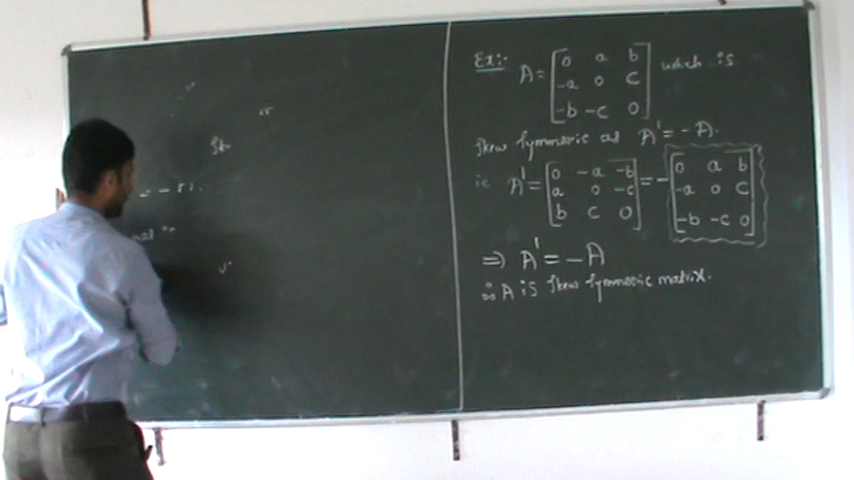 Ex:- A = [0 a b; -a 0 c; -b -c 0] which is
Skew Symmetric as A' = -A.
ie A' = [0 -a -b; a 0 -c; b c 0] = -[0 a b; -a 0 c; -b -c 0]
⇒ A' = -A
∴ A is Skew Symmetric matrix.